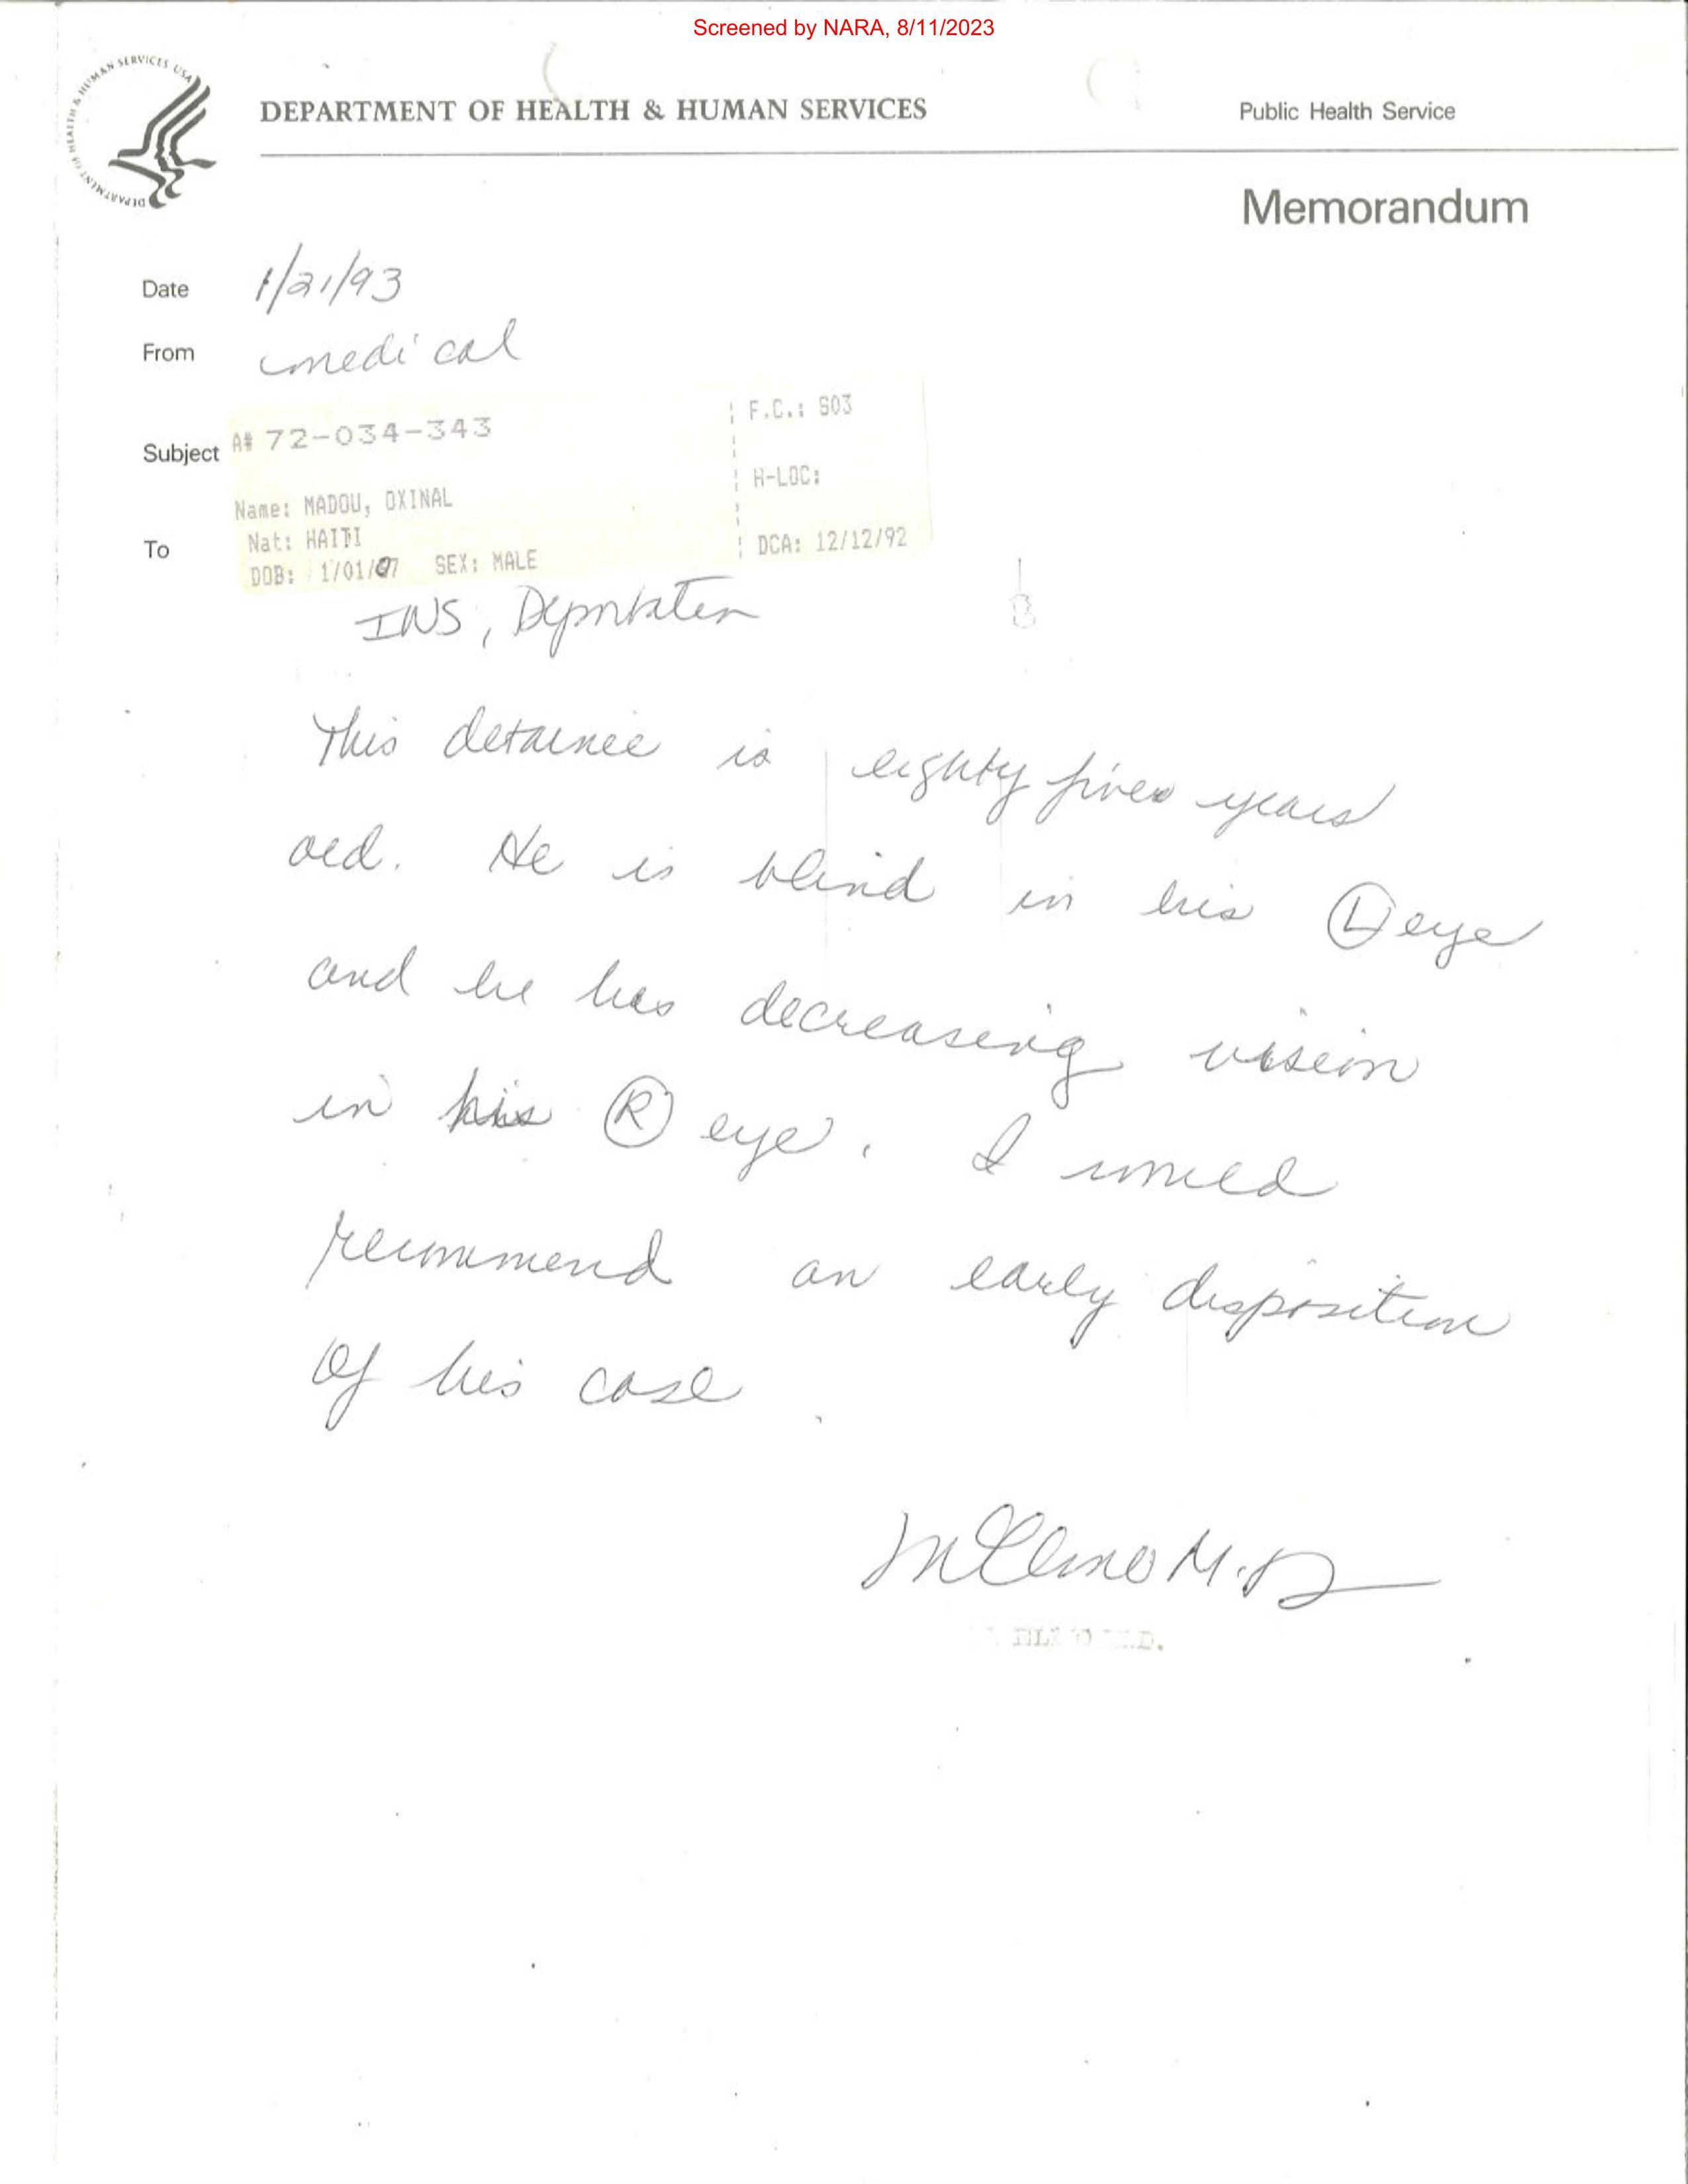 Screened by NARA, 8/11/2023
DEPARTMENT OF HEALTH & HUMAN SERVICES USA
DEPARTMENT OF HEALTH & HUMAN SERVICES
Public Health Service
Memorandum
Date 1/21/93
From medical
Subject A# 72-034-343
F.C.: S03
H-LOC:
Name: MADOU, OXINAL
To Nat: HAITI
DCA: 12/12/92
DOB: 1/01/07 SEX: MALE
INS, Deportation
This detainee is eighty five years
old. He is blind in his Ⓛ eye
and he has decreasing vision
in his Ⓡ eye. I would
recommend an early disposition
of his case.
M.D.